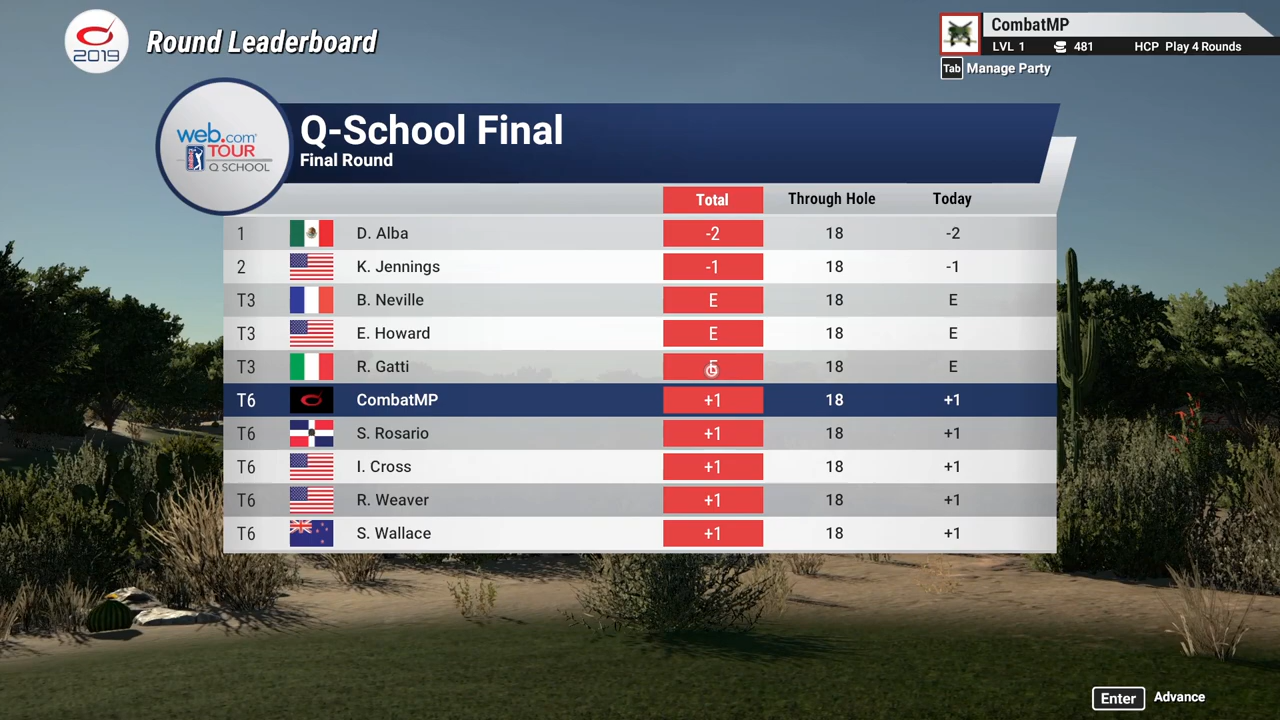 2019
Round Leaderboard
CombatMP
LVL 1 481 HCP Play 4 Rounds
Tab Manage Party
web.com
TOUR
Q SCHOOL
Q-School Final
Final Round
Total Through Hole Today
1 D. Alba -2 18 -2
2 K. Jennings -1 18 -1
T3 B. Neville E 18 E
T3 E. Howard E 18 E
T3 R. Gatti E 18 E
T6 CombatMP +1 18 +1
T6 S. Rosario +1 18 +1
T6 I. Cross +1 18 +1
T6 R. Weaver +1 18 +1
T6 S. Wallace +1 18 +1
Enter Advance